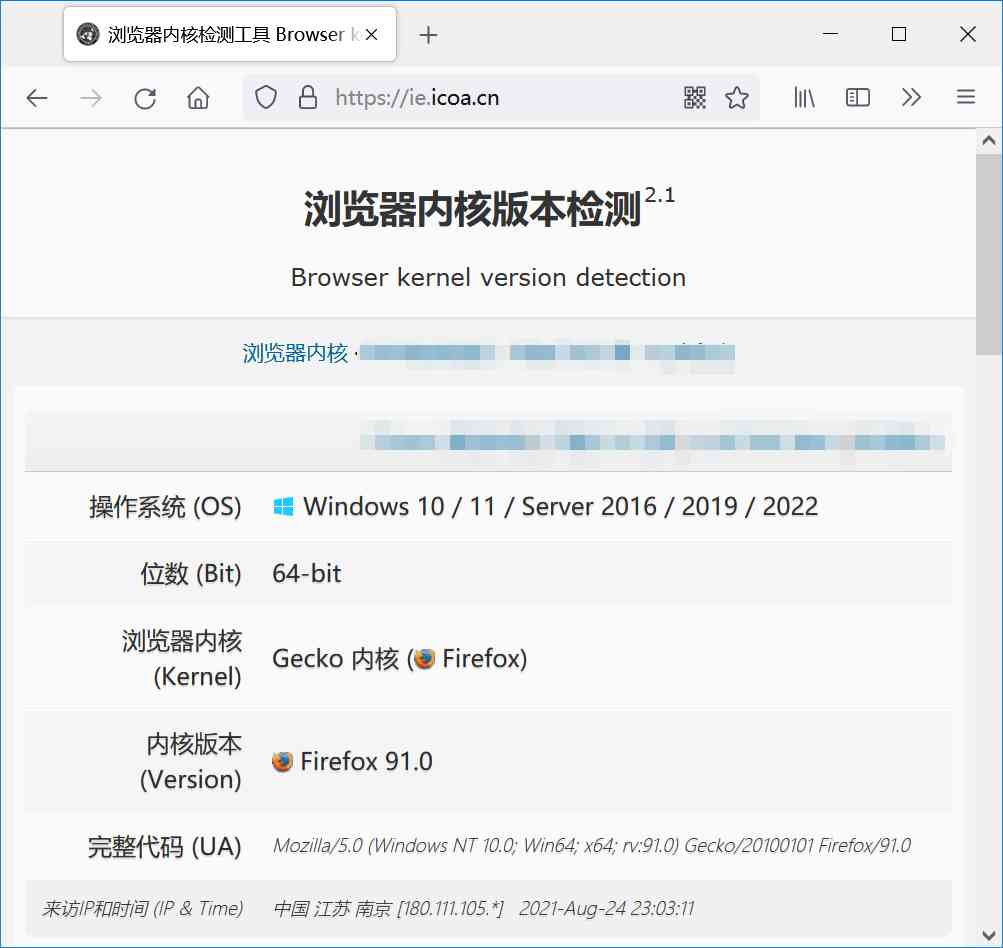 浏览器内核检测工具 Browser
https://ie.icoa.cn
浏览器内核版本检测2.1
Browser kernel version detection
浏览器内核 ·
操作系统 (OS) Windows 10 / 11 / Server 2016 / 2019 / 2022
位数 (Bit) 64-bit
浏览器内核
(Kernel)
Gecko 内核 (Firefox)
内核版本
(Version)
Firefox 91.0
完整代码 (UA) Mozilla/5.0 (Windows NT 10.0; Win64; x64; rv:91.0) Gecko/20100101 Firefox/91.0
来访IP和时间 (IP & Time) 中国 江苏 南京 [180.111.105.*] 2021-Aug-24 23:03:11